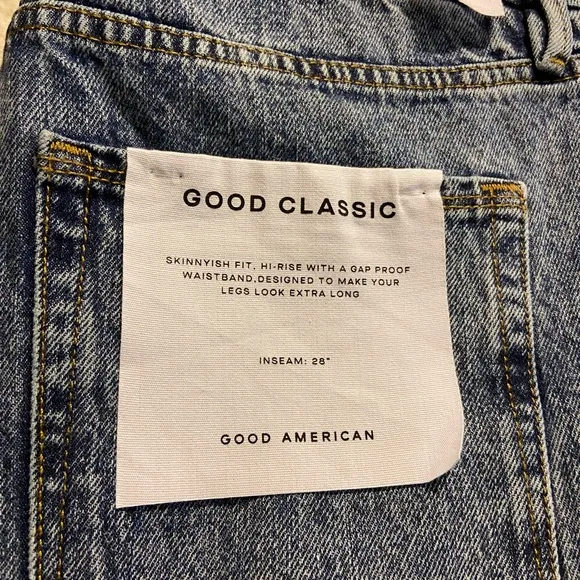 GOOD CLASSIC
SKINNYISH FIT, HI-RISE WITH A GAP PROOF
WAISTBAND.DESIGNED TO MAKE YOUR
LEGS LOOK EXTRA LONG
INSEAM: 28"
GOOD AMERICAN